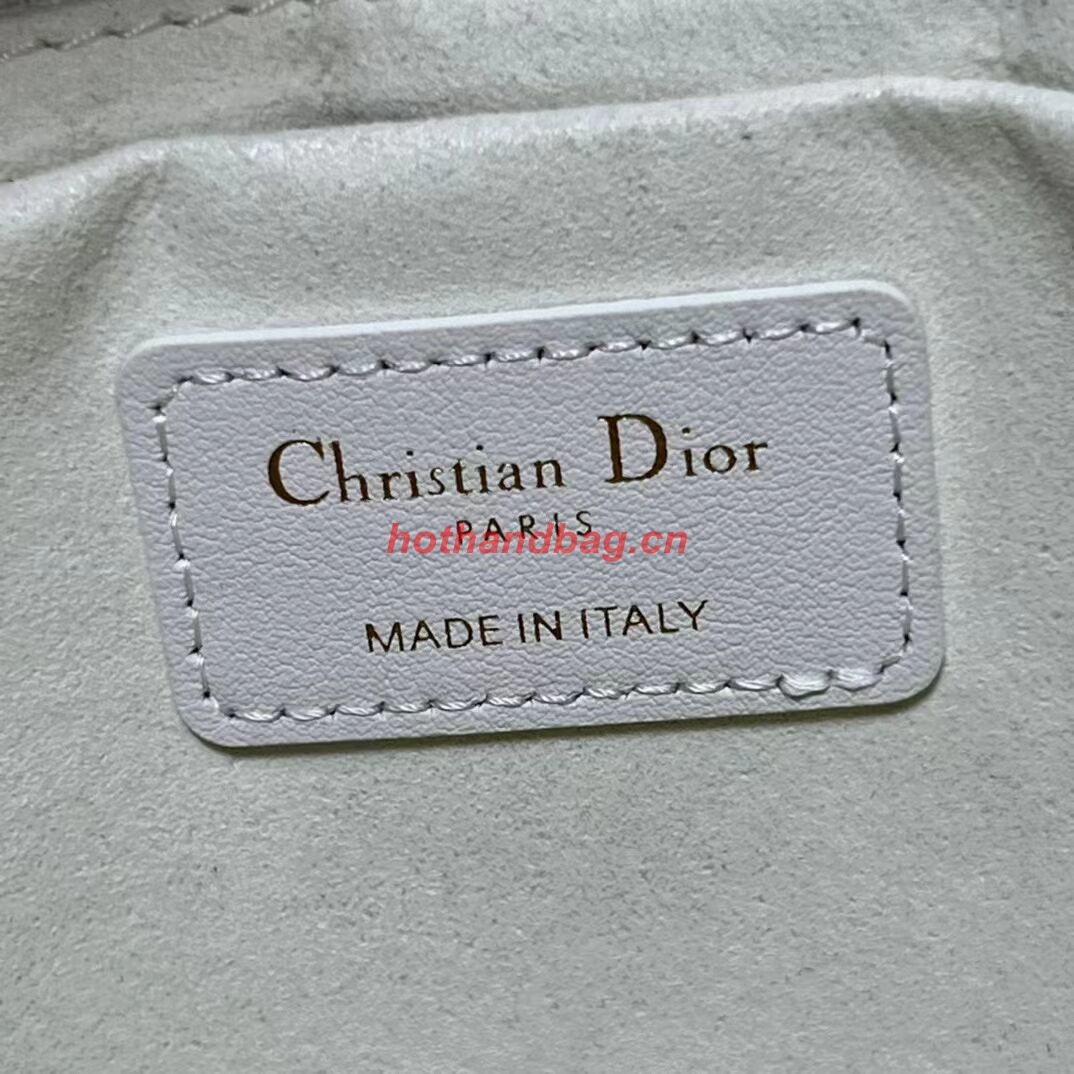 Christian Dior
PARIS
hothandbag.cn
MADE IN ITALY